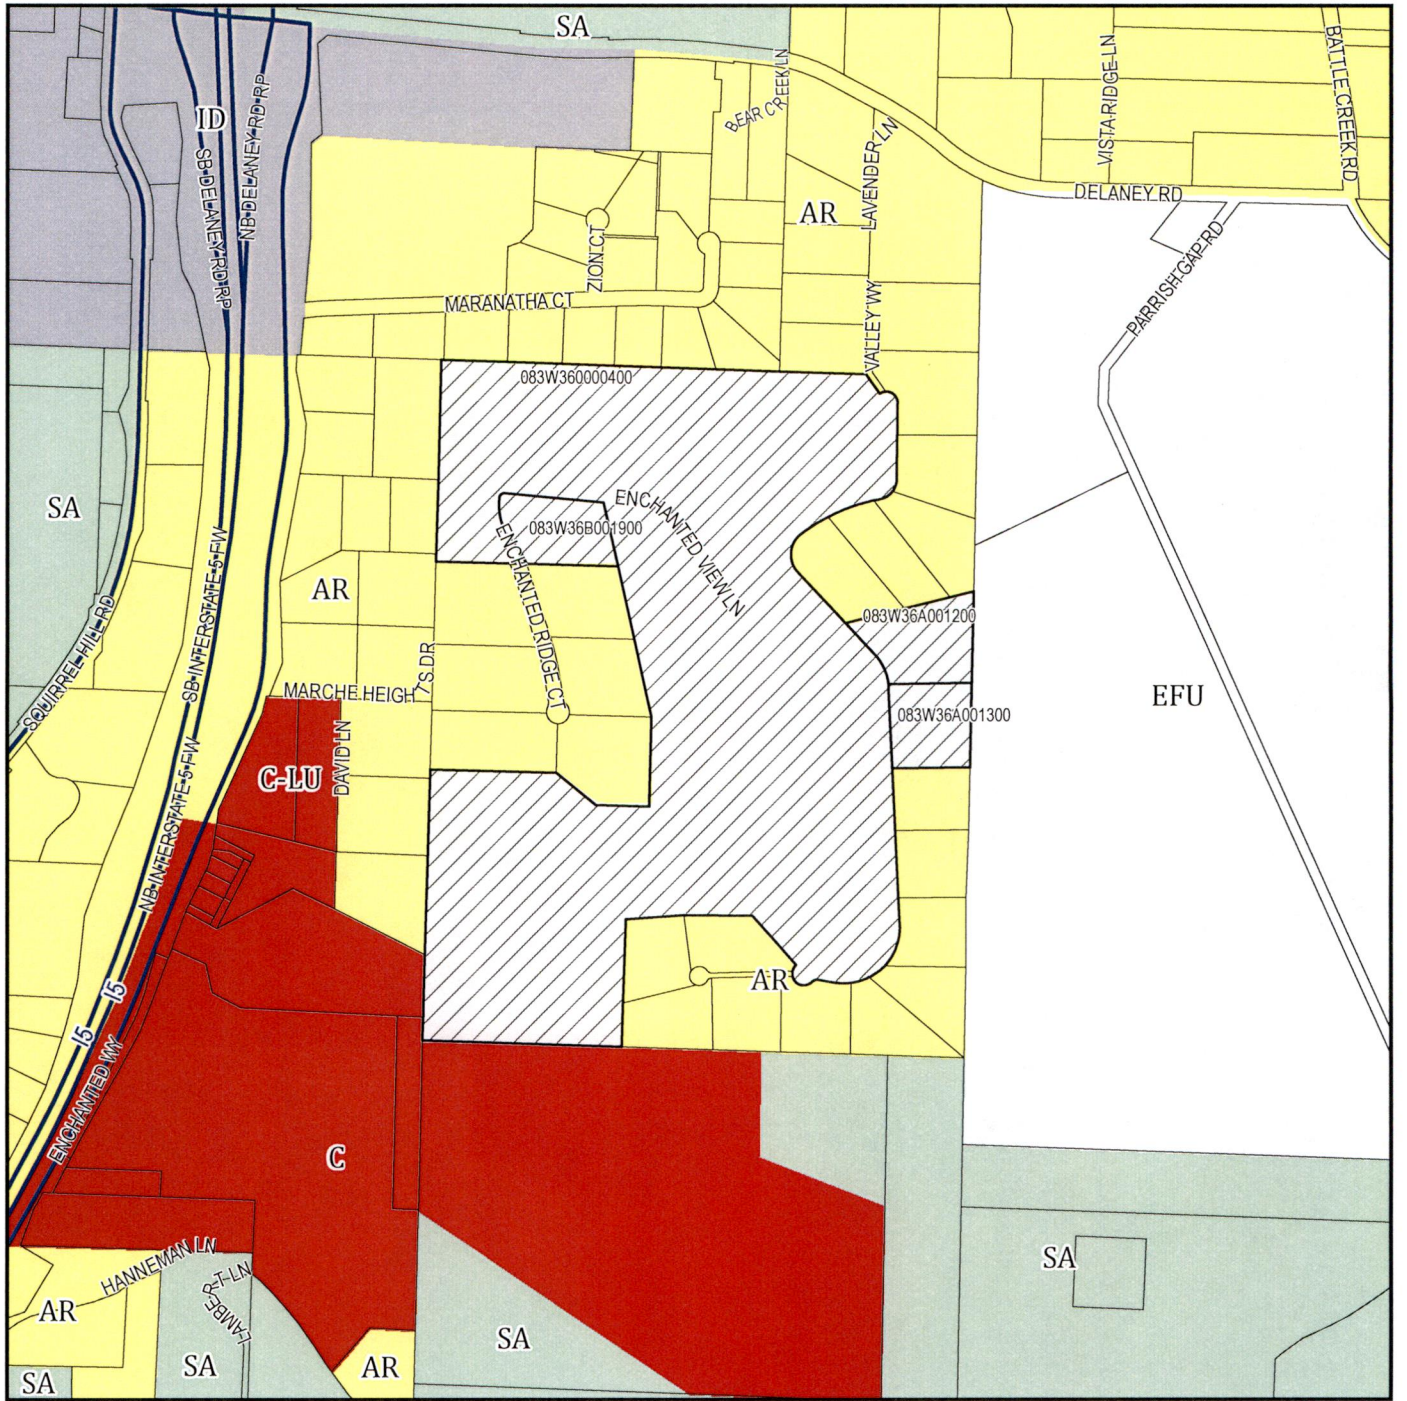 SA
BATTLE CREEK RD
VISTA RIDGE LN
BEAR CREEK LN
ID
SB DELANEY RD RP
NB DELANEY RD RP
LAVENDER LN
DELANEY RD
AR
ZION CT
PARRISH GAP RD
MARANATHA CT
VALLEY WY
083W360000400
SA
ENCHANTED VIEW LN
083W36B001900
ENCHANTED RIDGE CT
SB INTERSTATE 5 FW
AR
083W36A001200
SQUIRREL HILL RD
MARCHE HEIGHTS DR
EFU
083W36A001300
DAVID LN
C-LU
NB INTERSTATE 5 FW
AR
I5
I5
ENCHANTED WY
C
HANNEMAN LN
LAMBERT LN
SA
AR
SA
SA
AR
SA